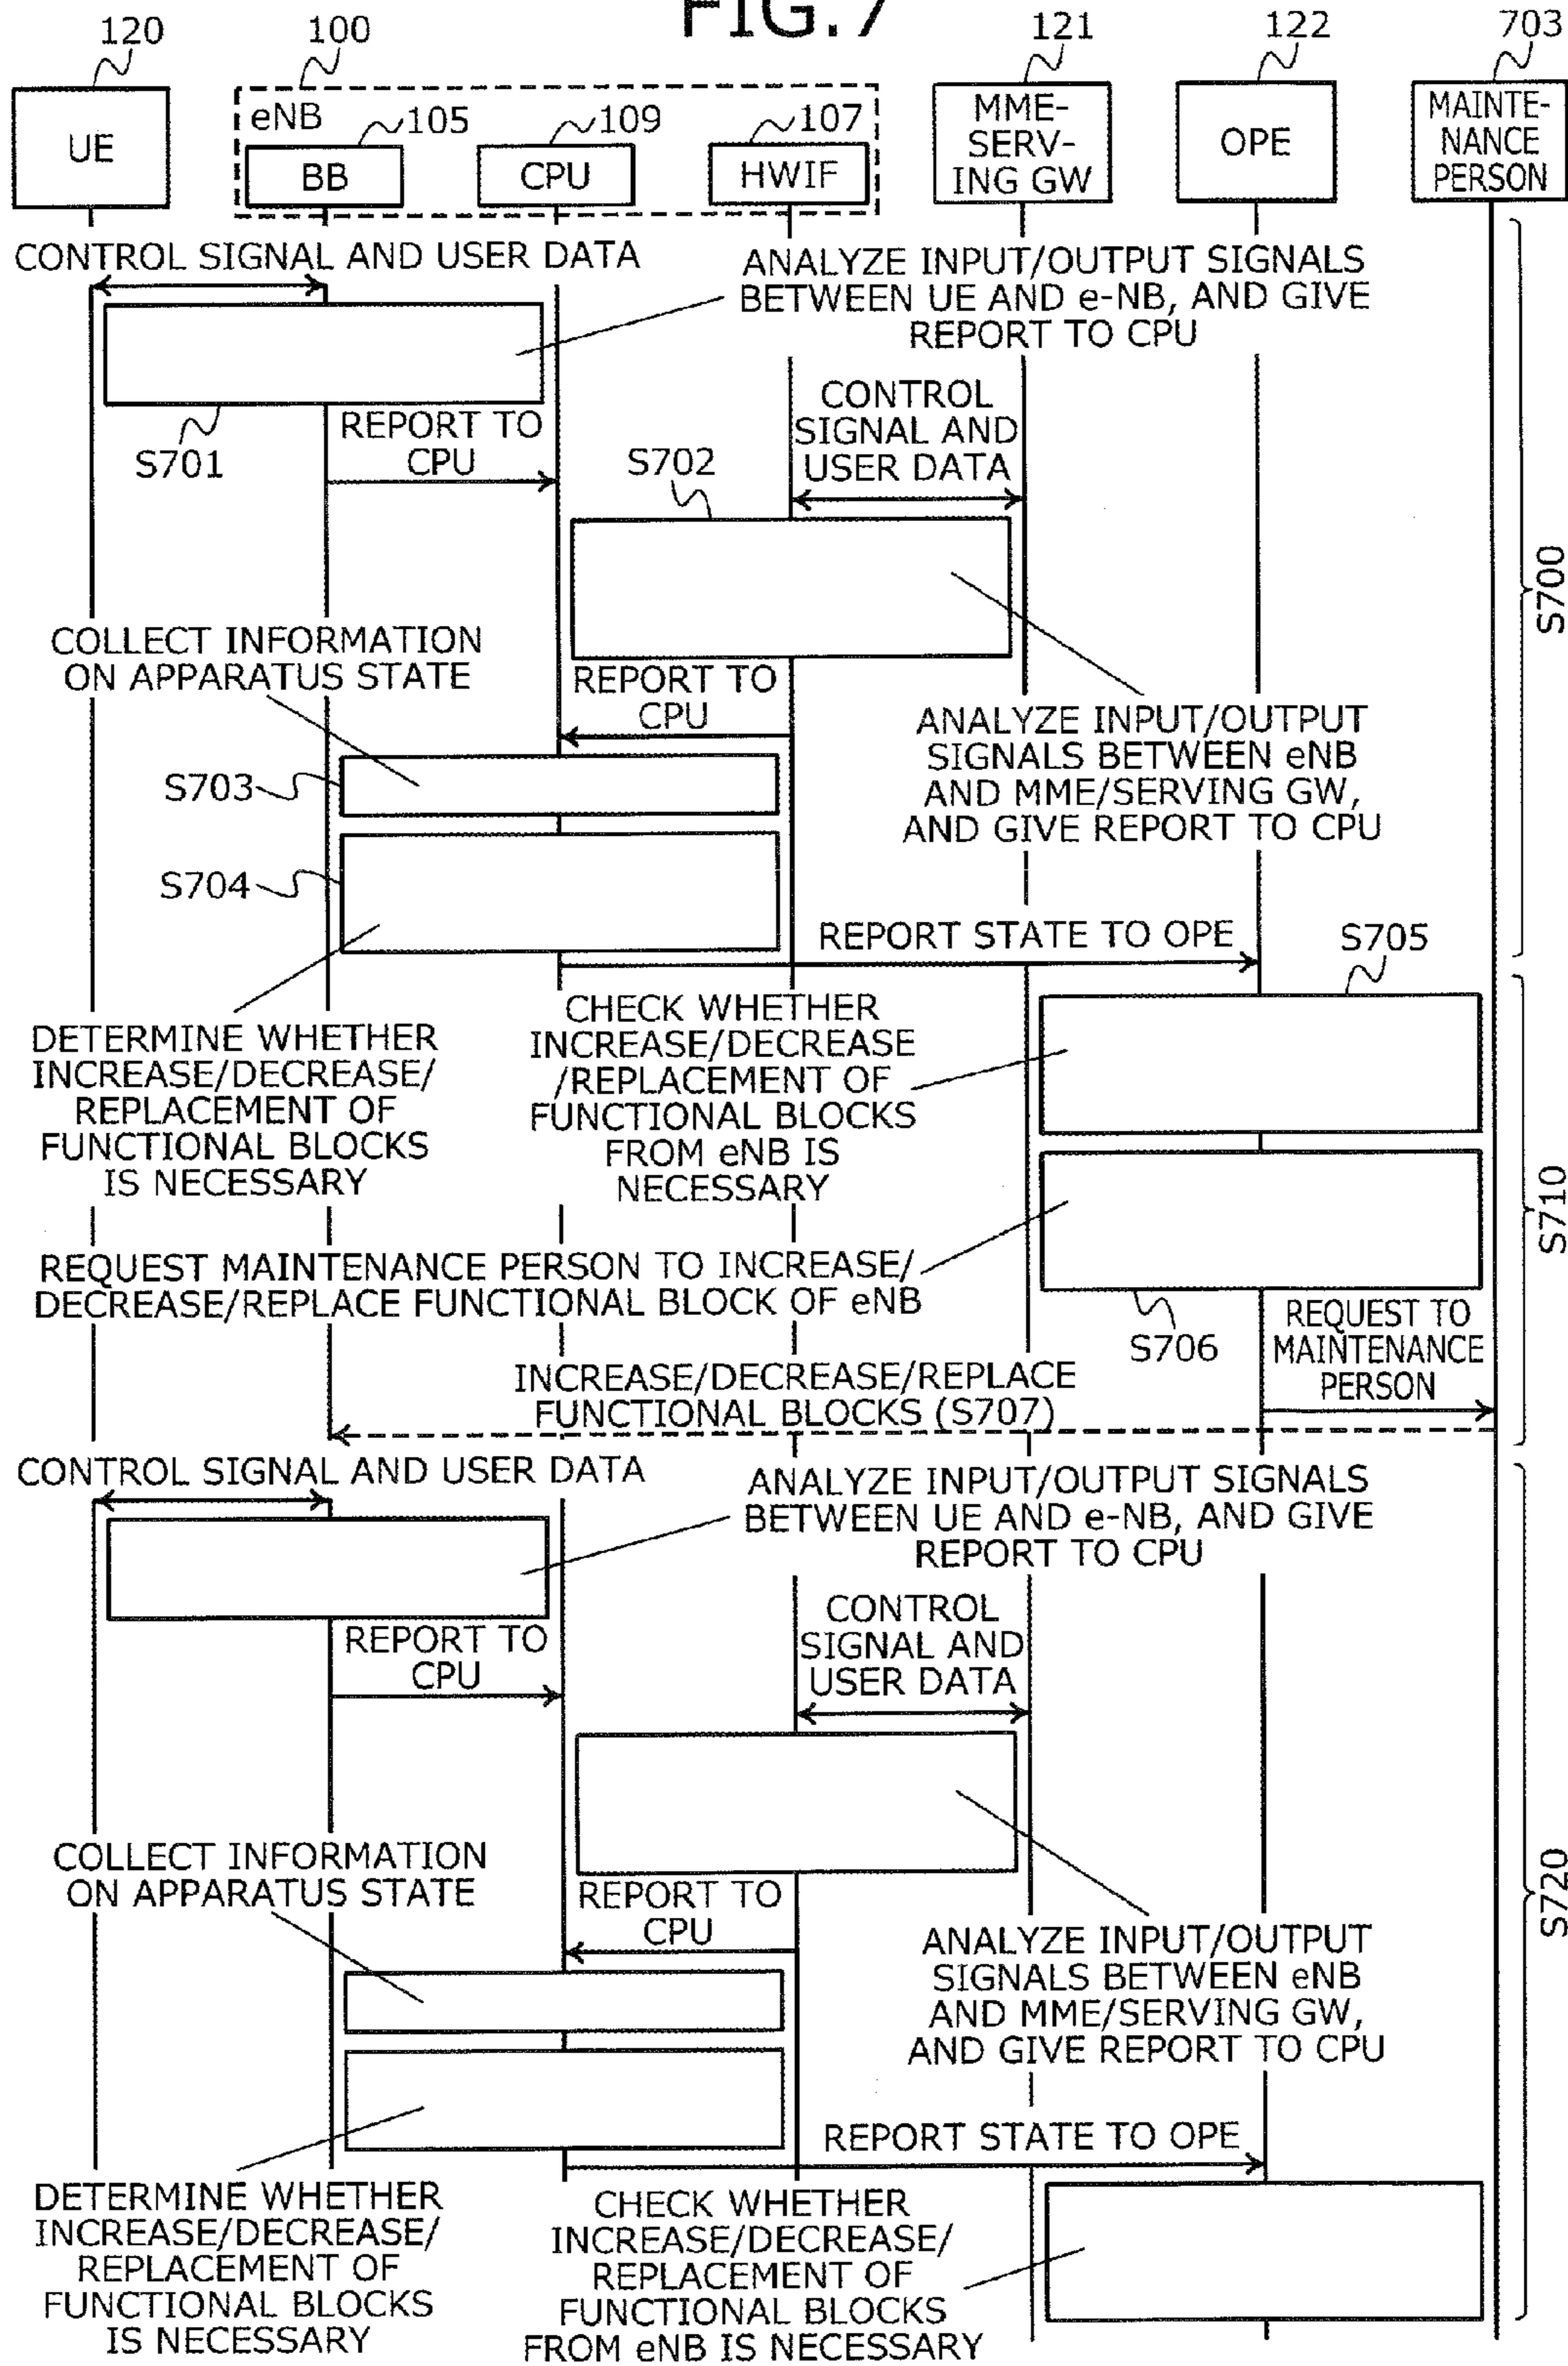 FIG.7
120
100
121
122
703
UE
eNB
105
109
107
BB
CPU
HWIF
MME-
SERV-
ING GW
OPE
MAINTE-
NANCE
PERSON
CONTROL SIGNAL AND USER DATA
ANALYZE INPUT/OUTPUT SIGNALS
BETWEEN UE AND e-NB, AND GIVE
REPORT TO CPU
S701
REPORT TO
CPU
CONTROL
SIGNAL AND
USER DATA
S702
S700
COLLECT INFORMATION
ON APPARATUS STATE
REPORT TO
CPU
ANALYZE INPUT/OUTPUT
SIGNALS BETWEEN eNB
AND MME/SERVING GW,
AND GIVE REPORT TO CPU
S703
S704
REPORT STATE TO OPE
S705
DETERMINE WHETHER
INCREASE/DECREASE/
REPLACEMENT OF
FUNCTIONAL BLOCKS
IS NECESSARY
CHECK WHETHER
INCREASE/DECREASE
/REPLACEMENT OF
FUNCTIONAL BLOCKS
FROM eNB IS
NECESSARY
S710
REQUEST MAINTENANCE PERSON TO INCREASE/
DECREASE/REPLACE FUNCTIONAL BLOCK OF eNB
S706
REQUEST TO
MAINTENANCE
PERSON
INCREASE/DECREASE/REPLACE
FUNCTIONAL BLOCKS (S707)
CONTROL SIGNAL AND USER DATA
ANALYZE INPUT/OUTPUT SIGNALS
BETWEEN UE AND e-NB, AND GIVE
REPORT TO CPU
REPORT TO
CPU
CONTROL
SIGNAL AND
USER DATA
S720
COLLECT INFORMATION
ON APPARATUS STATE
REPORT TO
CPU
ANALYZE INPUT/OUTPUT
SIGNALS BETWEEN eNB
AND MME/SERVING GW,
AND GIVE REPORT TO CPU
REPORT STATE TO OPE
DETERMINE WHETHER
INCREASE/DECREASE/
REPLACEMENT OF
FUNCTIONAL BLOCKS
IS NECESSARY
CHECK WHETHER
INCREASE/DECREASE/
REPLACEMENT OF
FUNCTIONAL BLOCKS
FROM eNB IS NECESSARY